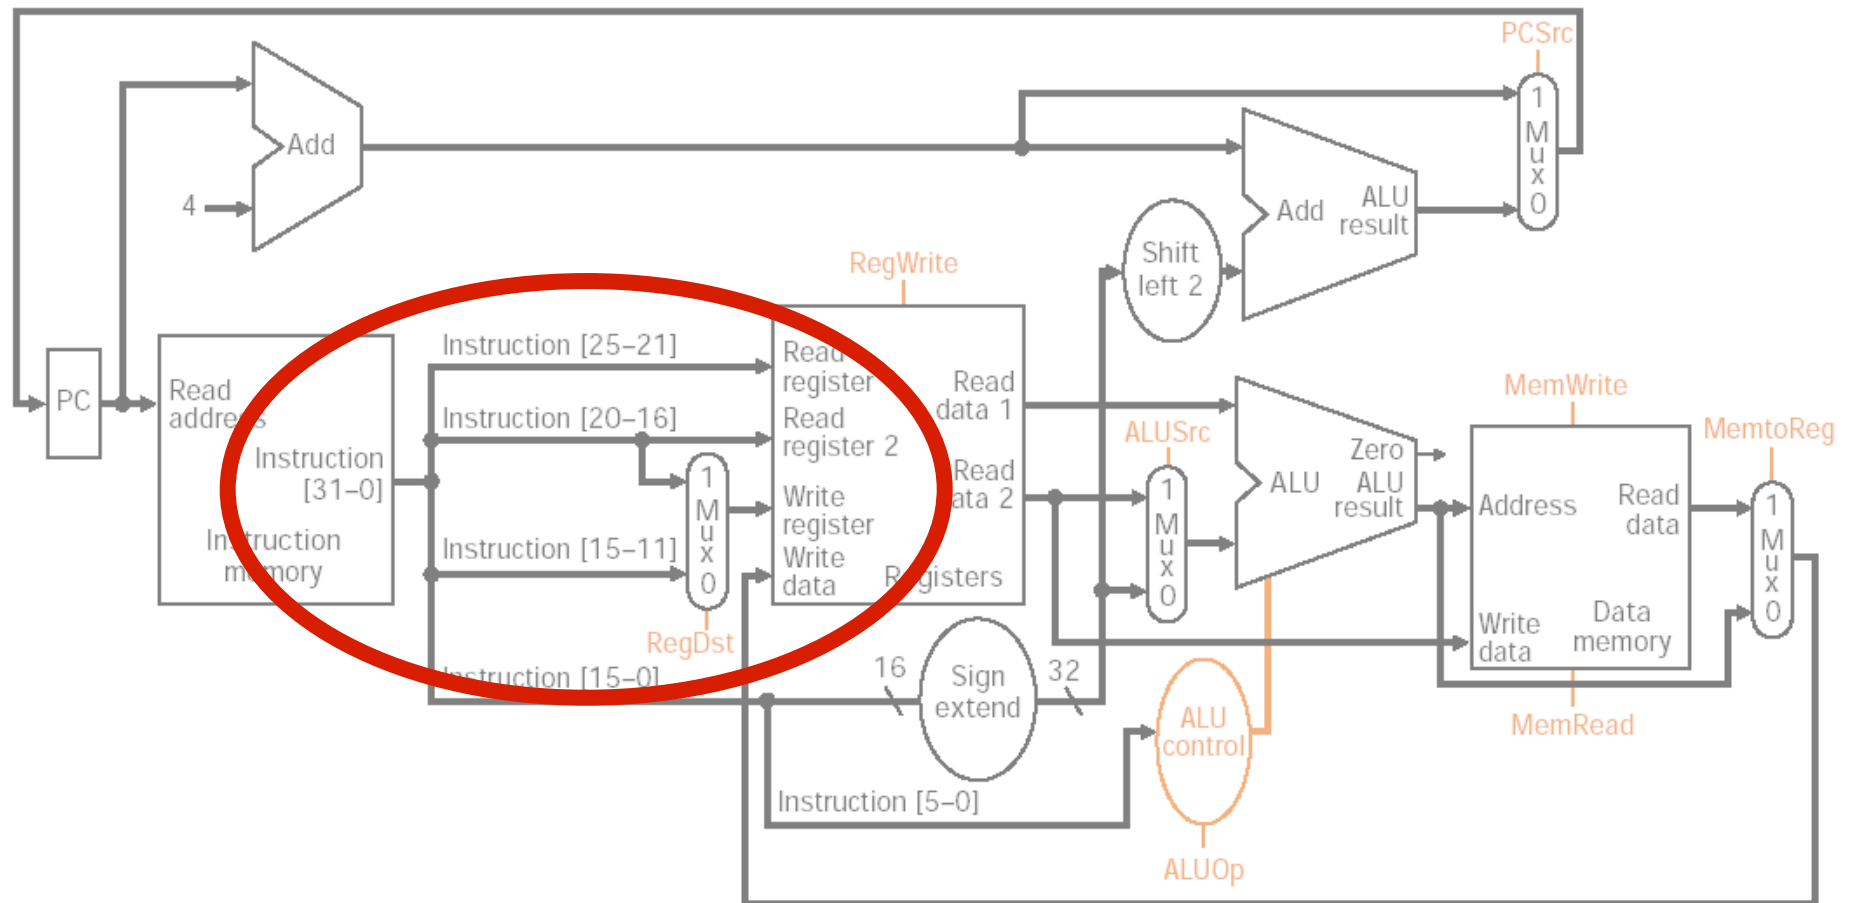 PCSrc
1
M
u
x
0
Add
4
Add
ALU
result
Shift
left 2
RegWrite
PC
Read
address
Instruction
[31–0]
Instruction
memory
Instruction [25–21]
Instruction [20–16]
Instruction [15–11]
Instruction [15–0]
1
M
u
x
0
RegDst
Read
register
Read
register 2
Write
register
Write
data
Read
data 1
Read
data 2
Registers
ALUSrc
1
M
u
x
0
Zero
ALU
ALU
result
MemWrite
Address
Read
data
Write
data
Data
memory
MemRead
MemtoReg
1
M
u
x
0
16
Sign
extend
32
ALU
control
Instruction [5–0]
ALUOp